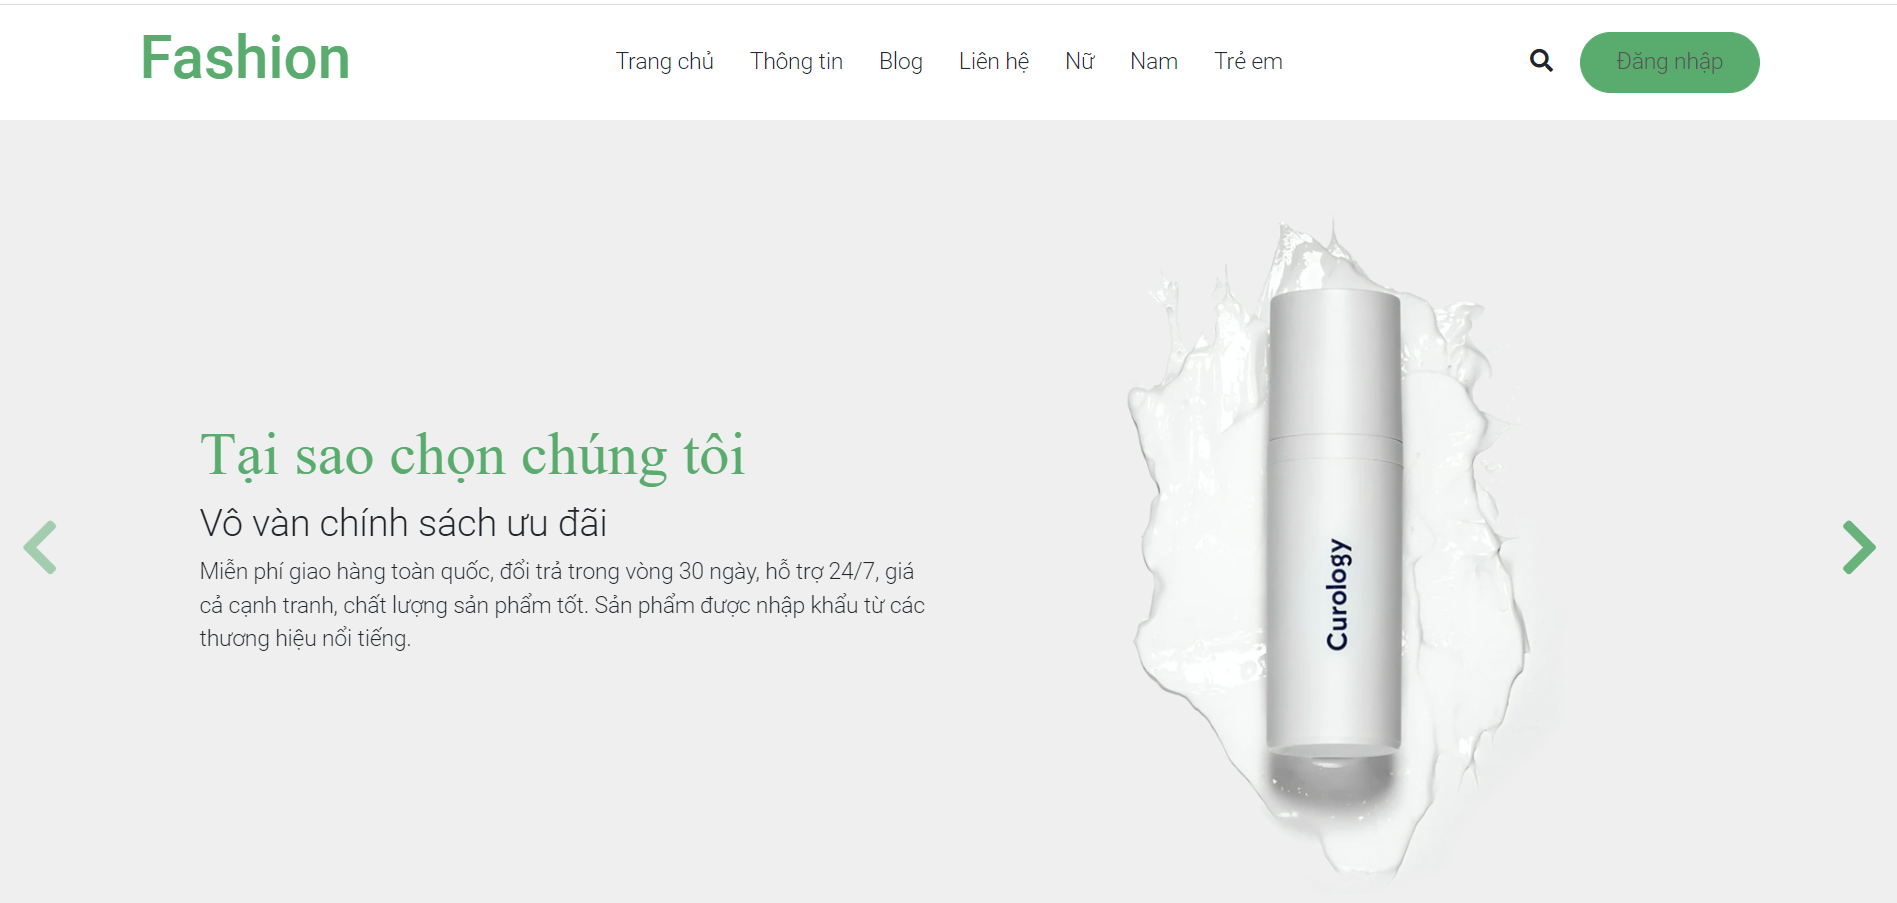 Fashion
Trang chủ
Thông tin
Blog
Liên hệ
Nữ
Nam
Trẻ em
Đăng nhập
Tại sao chọn chúng tôi
Vô vàn chính sách ưu đãi
Miễn phí giao hàng toàn quốc, đổi trả trong vòng 30 ngày, hỗ trợ 24/7, giá
cả cạnh tranh, chất lượng sản phẩm tốt. Sản phẩm được nhập khẩu từ các
thương hiệu nổi tiếng.
Curology